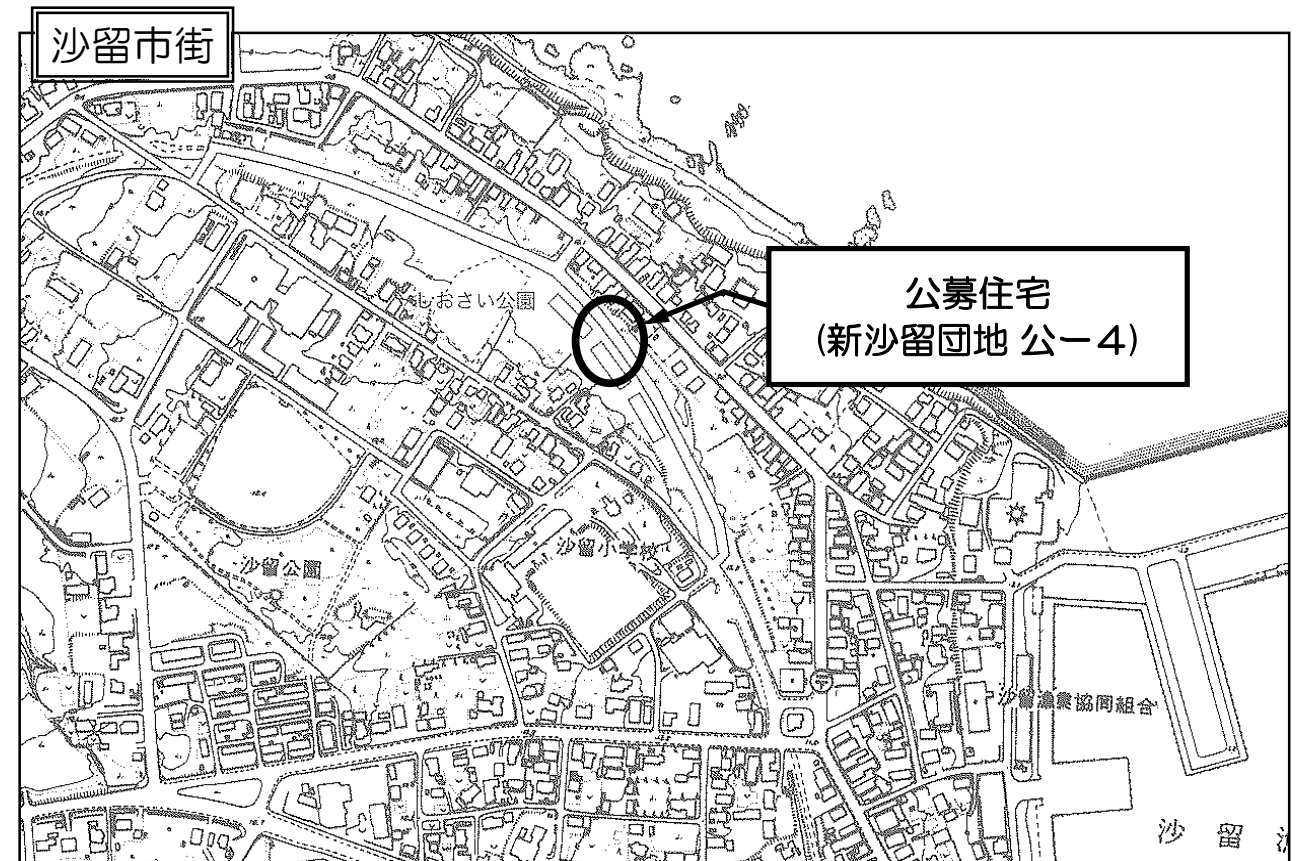 沙留市街
しおさい公園
公募住宅
(新沙留団地 公ー4)
沙留公園
沙留小学校
沙留漁業協同組合
沙 留